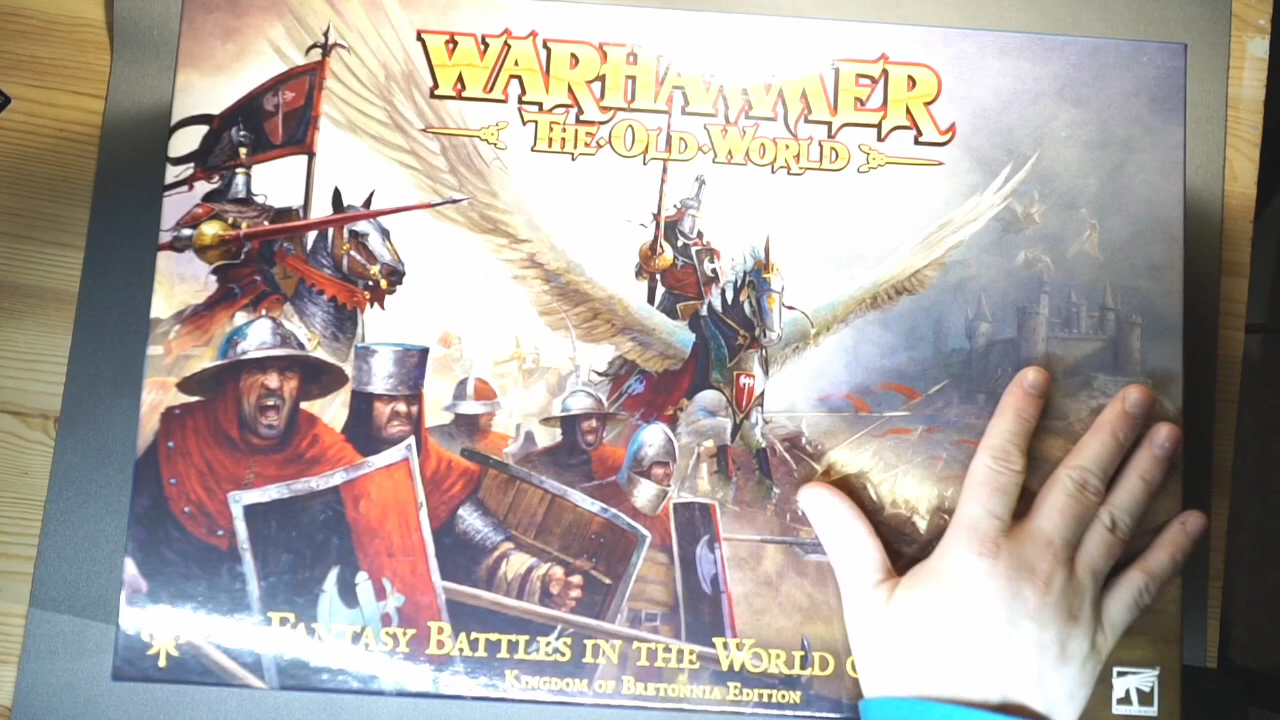 WARHAMMER
THE·OLD·WORLD
FANTASY BATTLES IN THE WORLD
KINGDOM OF BRETONNIA EDITION